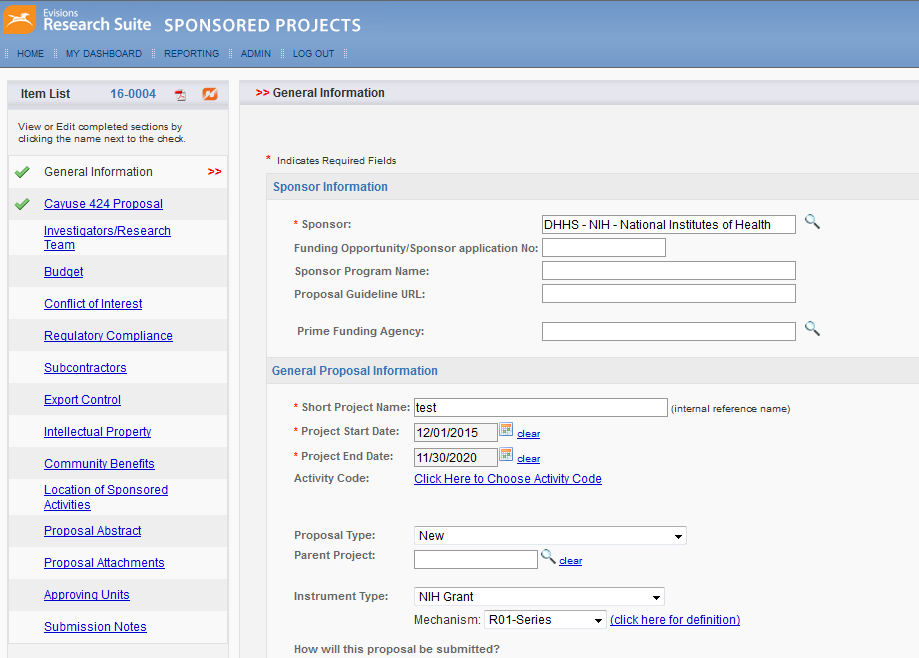 Evisions
Research Suite SPONSORED PROJECTS
HOME MY DASHBOARD REPORTING ADMIN LOG OUT
Item List 16-0004
View or Edit completed sections by
clicking the name next to the check.
General Information >>
Cayuse 424 Proposal
Investigators/Research
Team
Budget
Conflict of Interest
Regulatory Compliance
Subcontractors
Export Control
Intellectual Property
Community Benefits
Location of Sponsored
Activities
Proposal Abstract
Proposal Attachments
Approving Units
Submission Notes
>> General Information
* Indicates Required Fields
Sponsor Information
* Sponsor: DHHS - NIH - National Institutes of Health
Funding Opportunity/Sponsor application No:
Sponsor Program Name:
Proposal Guideline URL:
Prime Funding Agency:
General Proposal Information
* Short Project Name: test (internal reference name)
* Project Start Date: 12/01/2015 clear
* Project End Date: 11/30/2020 clear
Activity Code: Click Here to Choose Activity Code
Proposal Type: New
Parent Project: clear
Instrument Type: NIH Grant
Mechanism: R01-Series (click here for definition)
How will this proposal be submitted?